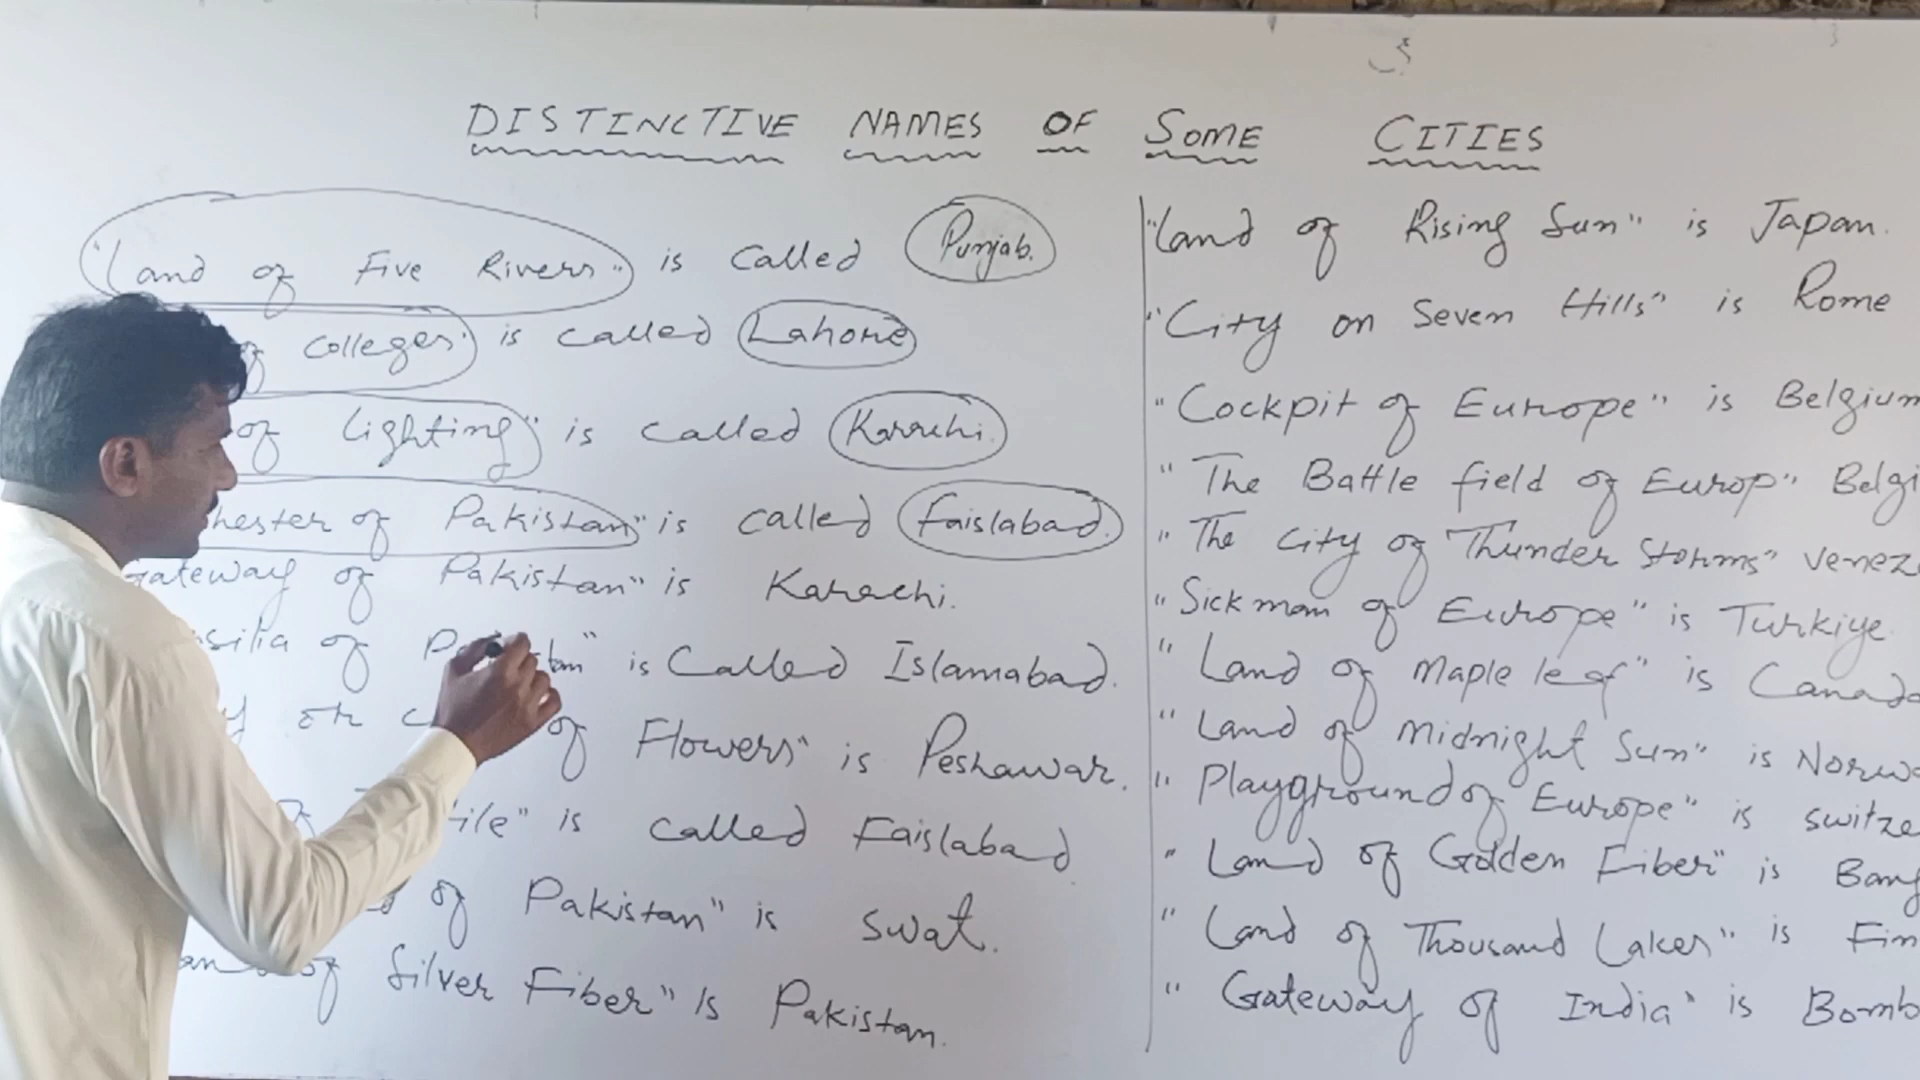 DISTINCTIVE NAMES OF SOME CITIES
"Land of Five Rivers" is called Punjab.
of Colleges" is called Lahore
of Lighting" is called Karachi.
hester of Pakistan" is called Faislabad.
Gateway of Pakistan" is Karachi.
silia of is called Islamabad.
or of Flowers" is Peshawar.
ile" is called Faislabad
of Pakistan" is Swat.
of Silver Fiber" Is Pakistan.
"Land of Rising Sun" is Japan.
"City on Seven Hills" is Rome
"Cockpit of Europe" is Belgium
"The Battle field of Europ" Belgi
"The City of Thunder Storms" Venez
"Sick man of Europe" is Turkiye
"Land of Maple leaf" is Canad
"Land of Midnight Sun" is Norw
"Playground of Europe" is Switze
"Land of Golden Fiber" is Bang
"Land of Thousand Lakes" is Fin
"Gateway of India" is Bomb